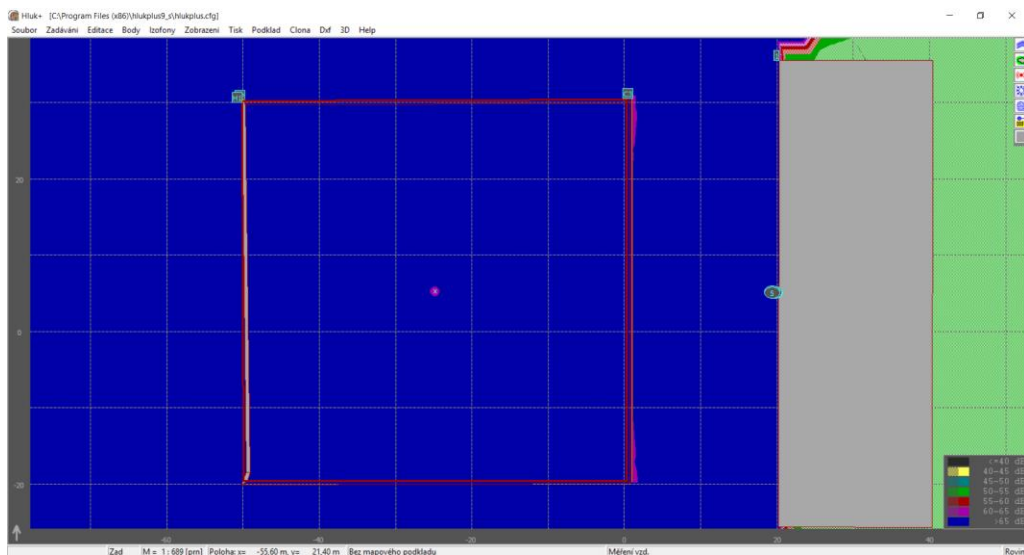 Hluk+ [C:\Program Files (x86)\hlukplus9_s\hlukplus.cfg]
Soubor Zadáváni Editace Body Izofony Zobrazeni Tisk Podklad Clona Dxf 3D Help
20
0
-20
-60
-40
-20
0
20
40
<=40 dB
40-45 dB
45-50 dB
50-55 dB
55-60 dB
60-65 dB
>65 dB
Zad M = 1 : 689 [pm] Poloha: x= -55.60 m, y= 21.40 m Bez mapového podkladu Měření vzd.